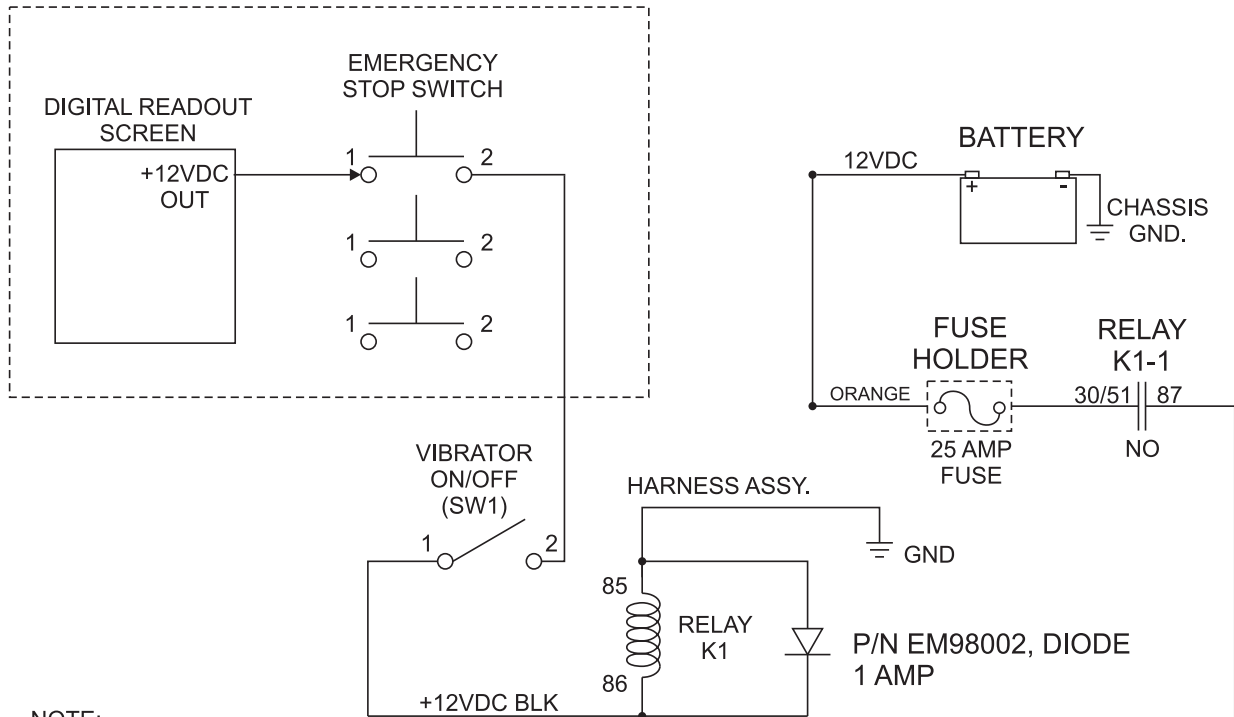 EMERGENCY
STOP SWITCH
DIGITAL READOUT
SCREEN
+12VDC
OUT
1
2
1
2
1
2
BATTERY
12VDC
+
-
CHASSIS
GND.
FUSE
HOLDER
RELAY
K1-1
ORANGE
30/51
87
25 AMP
FUSE
NO
VIBRATOR
ON/OFF
(SW1)
1
2
HARNESS ASSY.
GND
85
RELAY
K1
86
P/N EM98002, DIODE
1 AMP
+12VDC BLK
NOTE: